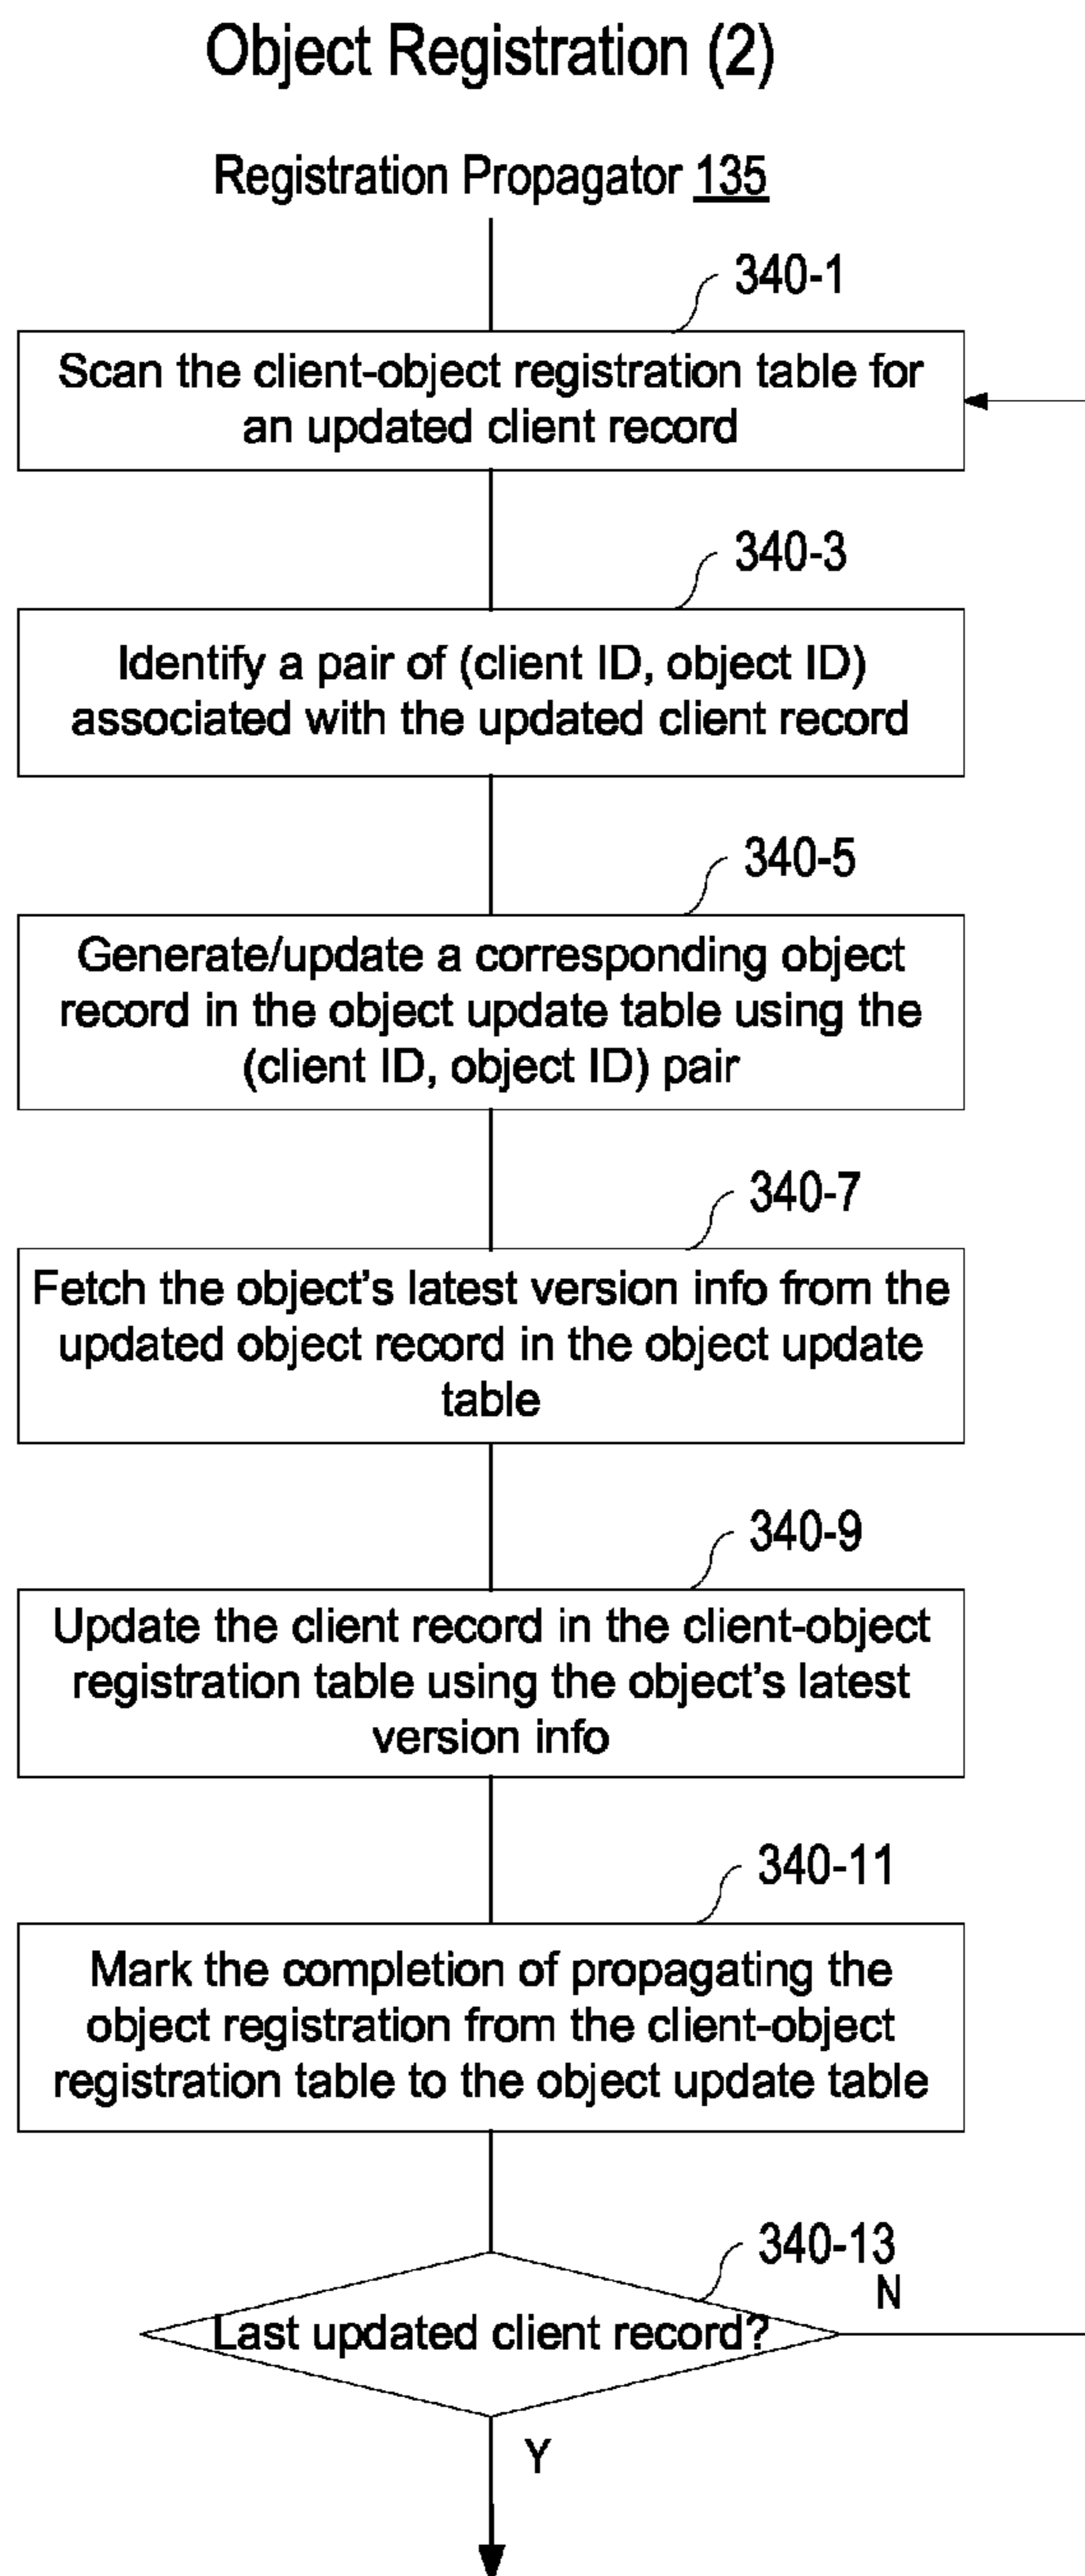 Object Registration (2)
Registration Propagator 135
340-1
Scan the client-object registration table for
an updated client record
340-3
Identify a pair of (client ID, object ID)
associated with the updated client record
340-5
Generate/update a corresponding object
record in the object update table using the
(client ID, object ID) pair
340-7
Fetch the object's latest version info from the
updated object record in the object update
table
340-9
Update the client record in the client-object
registration table using the object's latest
version info
340-11
Mark the completion of propagating the
object registration from the client-object
registration table to the object update table
340-13
N
Last updated client record?
Y